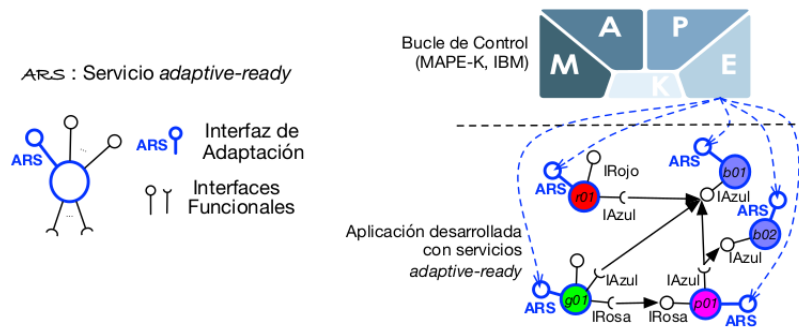 ARS : Servicio adaptive-ready
ARS
...
...
ARS
Interfaz de
Adaptación
Interfaces
Funcionales
Bucle de Control
(MAPE-K, IBM)
M
A
P
E
K
ARS
b01
IAzul
ARS
IRojo
r01
IAzul
ARS
b02
IAzul
Aplicación desarrollada
con servicios
adaptive-ready
IAzul
IAzul
ARS
g01
IRosa
IRosa
p01
ARS